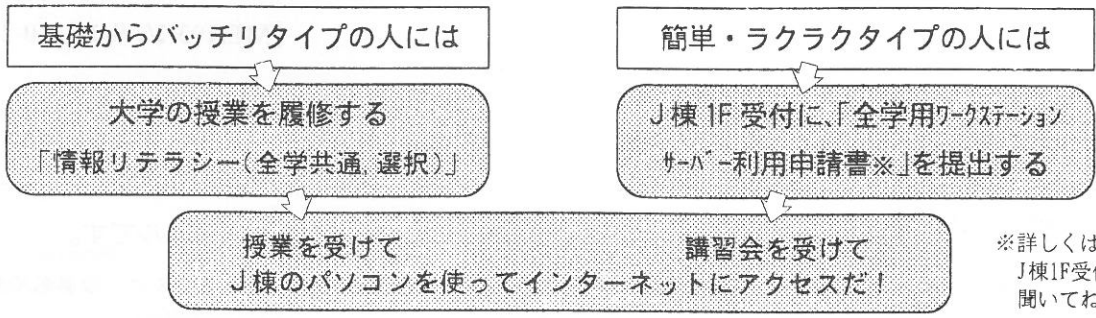 基礎からバッチリタイプの人には
大学の授業を履修する
「情報リテラシー(全学共通,選択)」
簡単・ラクラクタイプの人には
J棟1F受付に、「全学用ワークステーション
サーバー利用申請書※」を提出する
授業を受けて
講習会を受けて
J棟のパソコンを使ってインターネットにアクセスだ!
※詳しくは
J棟1F受
聞いてね